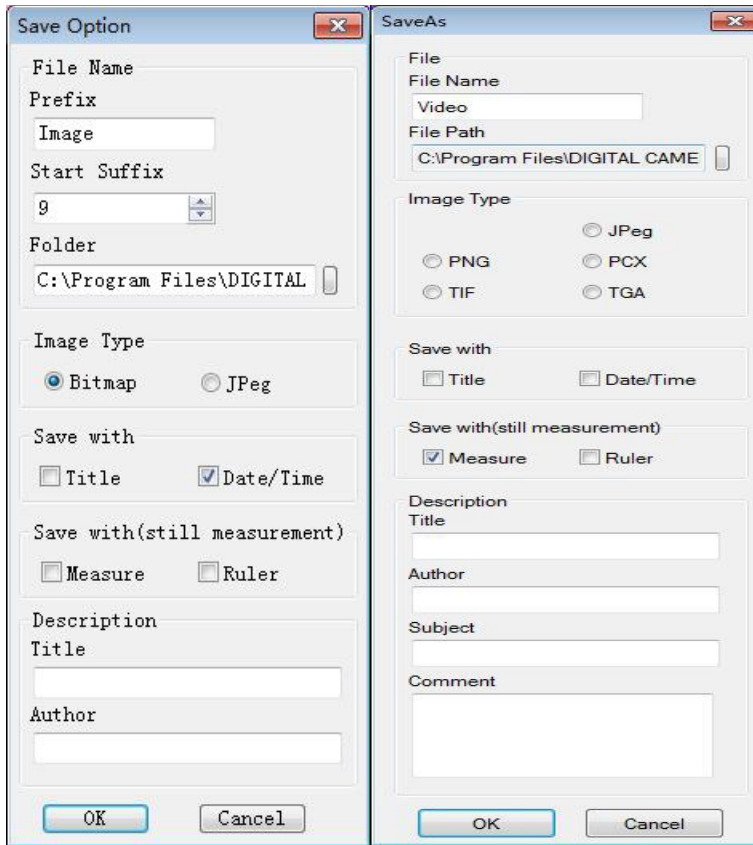 Save Option
File Name
Prefix
Image
Start Suffix
9
Folder
C:\Program Files\DIGITAL
Image Type
Bitmap JPeg
Save with
Title Date/Time
Save with(still measurement)
Measure Ruler
Description
Title
Author
OK Cancel
SaveAs
File
File Name
Video
File Path
C:\Program Files\DIGITAL CAME
Image Type
JPeg
PNG PCX
TIF TGA
Save with
Title Date/Time
Save with(still measurement)
Measure Ruler
Description
Title
Author
Subject
Comment
OK Cancel